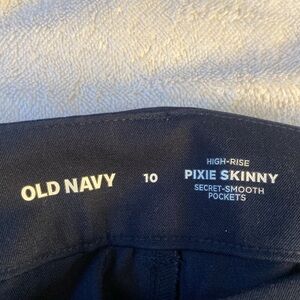 OLD NAVY
10
HIGH-RISE
PIXIE SKINNY
SECRET-SMOOTH
POCKETS